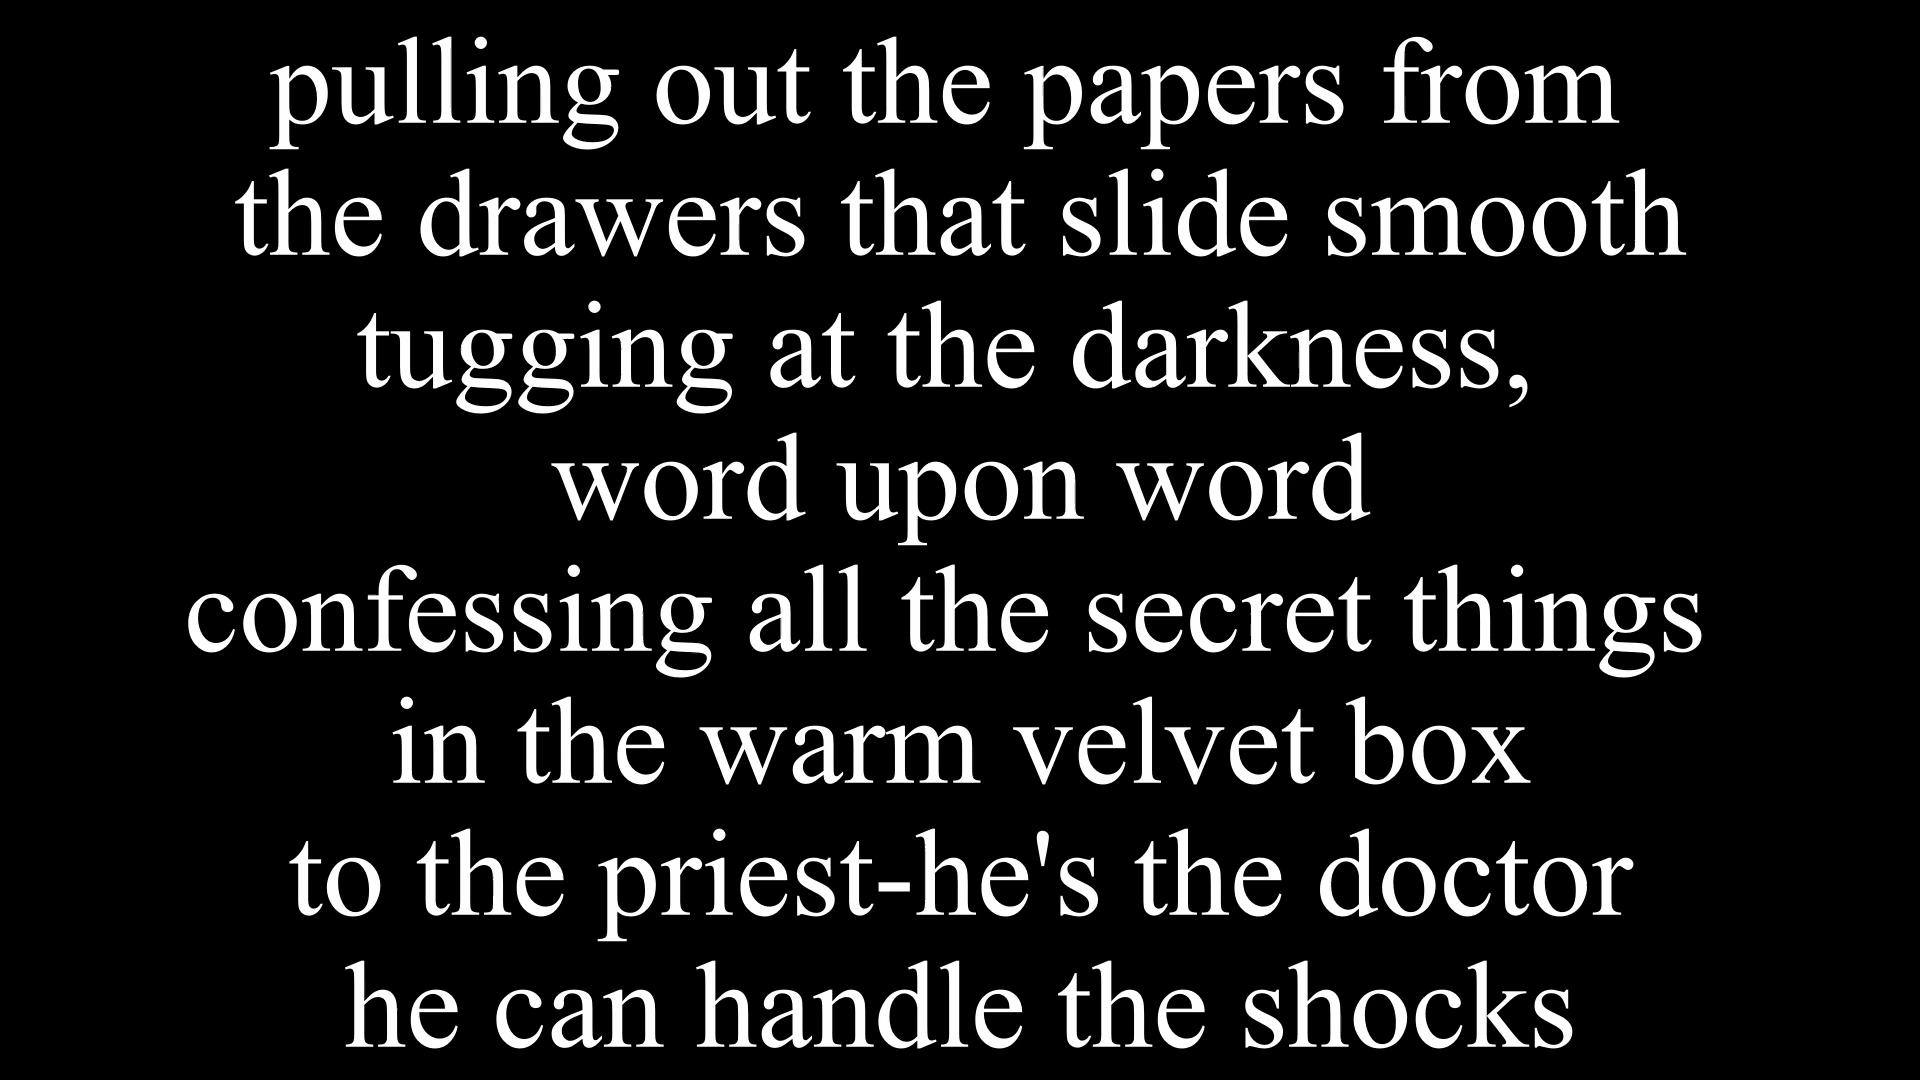 pulling out the papers from
the drawers that slide smooth
tugging at the darkness,
word upon word
confessing all the secret things
in the warm velvet box
to the priest-he's the doctor
he can handle the shocks